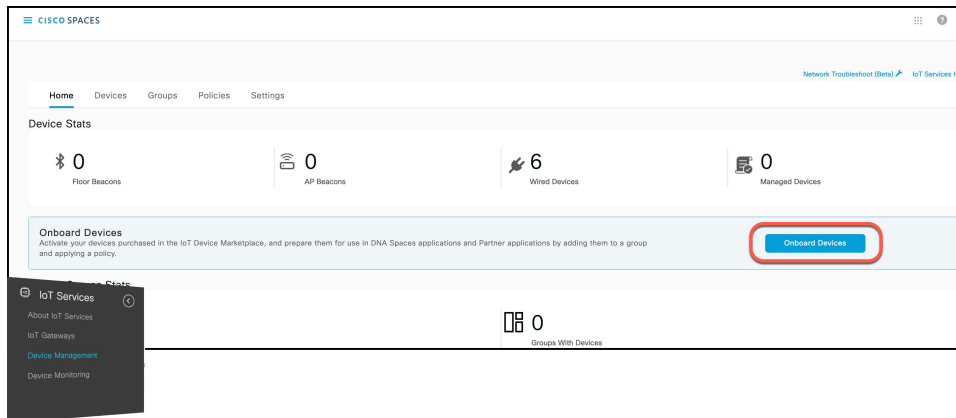 CISCO SPACES
Network Troubleshoot (Beta) IoT Services
Home Devices Groups Policies Settings
Device Stats
0
Floor Beacons
0
AP Beacons
6
Wired Devices
0
Managed Devices
Onboard Devices
Activate your devices purchased in the IoT Device Marketplace, and prepare them for use in DNA Spaces applications and Partner applications by adding them to a group
and applying a policy.
Onboard Devices
Stats
0
Groups With Devices
IoT Services
About IoT Services
IoT Gateways
Device Management
Device Monitoring